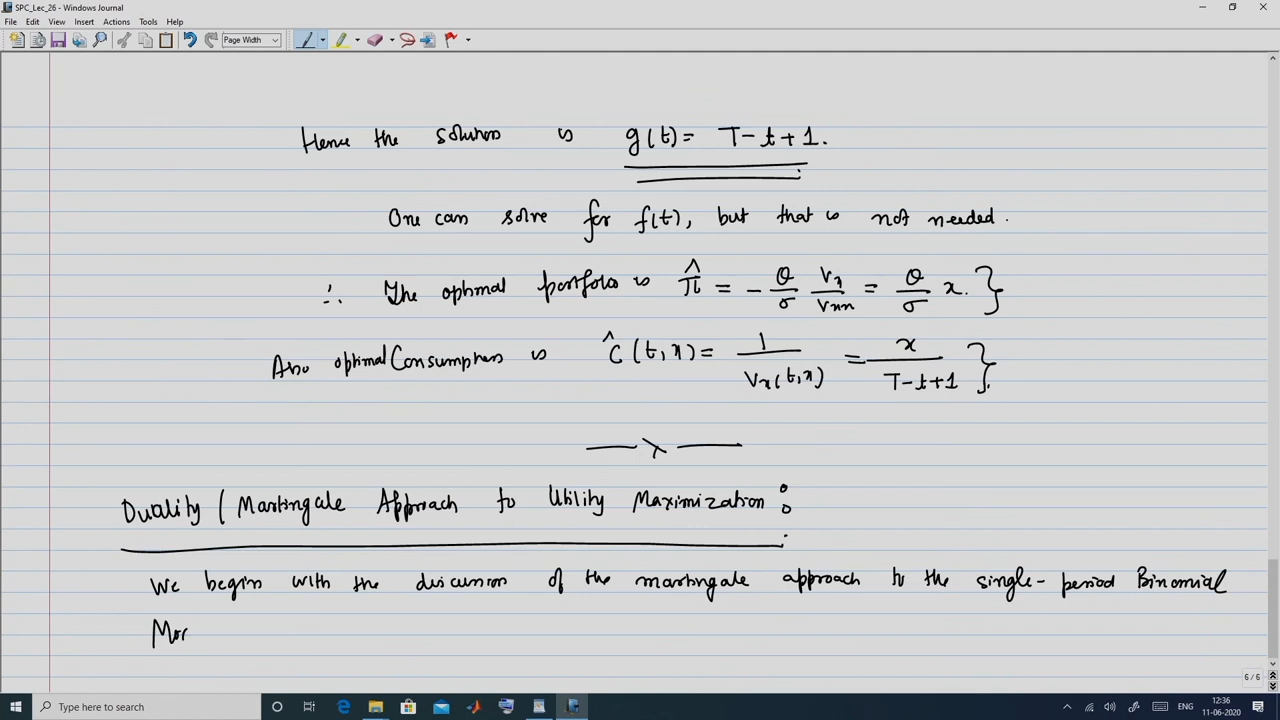 SPC_Lec_26 - Windows Journal
File Edit View Insert Actions Tools Help
Page Width
Hence the solution is g(t) = T-t+1.
One can solve for f(t), but that is not needed.
∴ The optimal portfolio is π̂ = - θ/σ Vx/Vxx = θ/σ x. }
Also optimal Consumption is ĉ(t,x) = 1/Vx(t,x) = x/T-t+1 }
Duality / Martingale Approach to Utility Maximization :
We begin with the discussion of the martingale approach to the single-period Binomial
Mo
6/6
Type here to search
ENG
12:36
11-06-2020